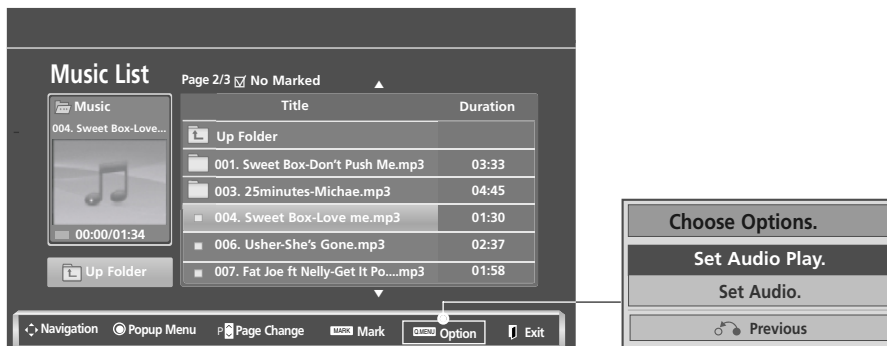 Music List
Page 2/3 No Marked
Music
004. Sweet Box-Love...
00:00/01:34
Up Folder
Title Duration
Up Folder
001. Sweet Box-Don't Push Me.mp3 03:33
003. 25minutes-Michae.mp3 04:45
004. Sweet Box-Love me.mp3 01:30
006. Usher-She's Gone.mp3 02:37
007. Fat Joe ft Nelly-Get It Po....mp3 01:58
Navigation Popup Menu P Page Change MARK Mark Q.MENU Option Exit
Choose Options.
Set Audio Play.
Set Audio.
Previous